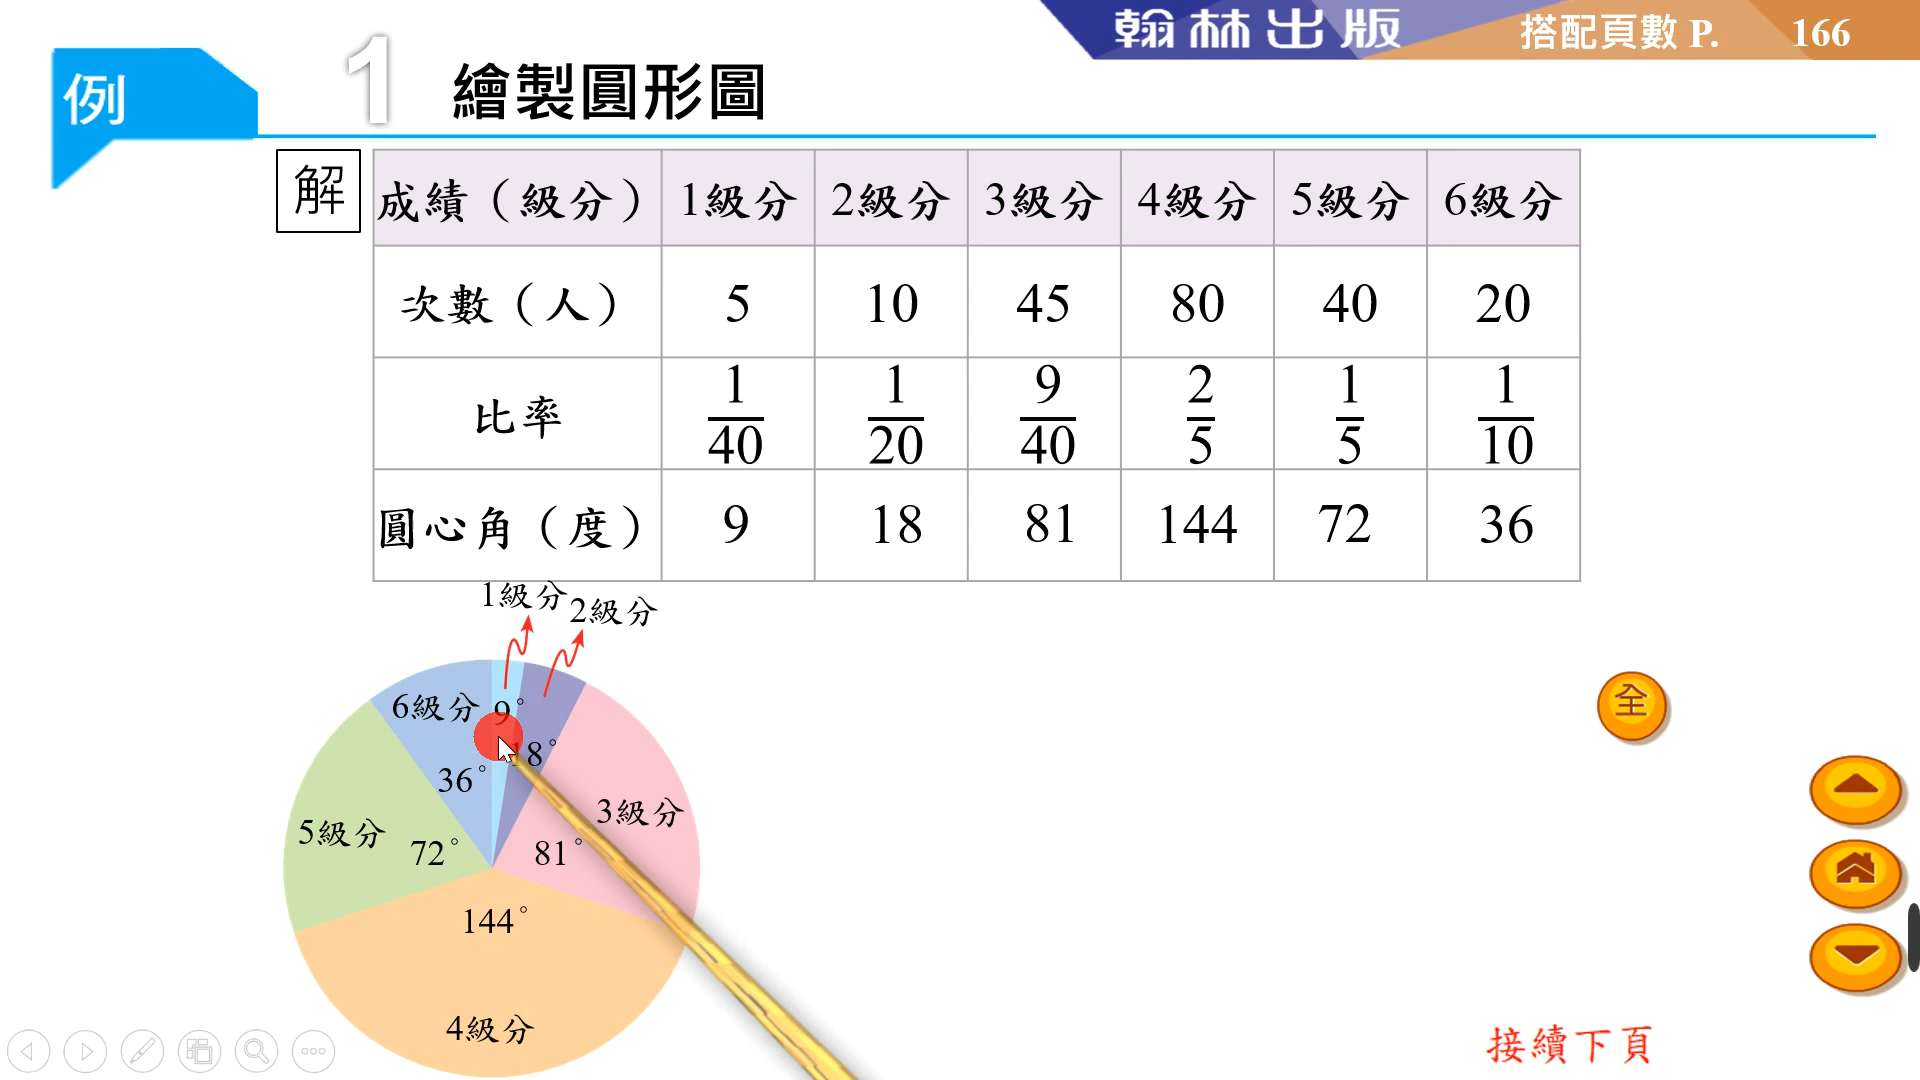 翰林出版
搭配頁數 P. 166
例 1 繪製圓形圖
解
成績（級分） 1級分 2級分 3級分 4級分 5級分 6級分
次數（人） 5 10 45 80 40 20
比率 1/40 1/20 9/40 2/5 1/5 1/10
圓心角（度） 9 18 81 144 72 36
1級分
2級分
6級分
9°
18°
36°
3級分
5級分
72°
81°
144°
4級分
全
接續下頁